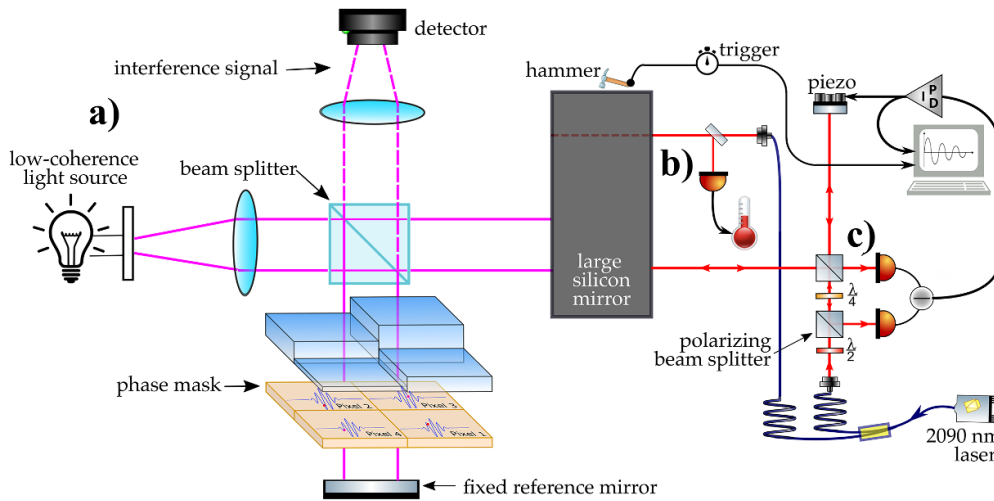 a)
detector
interference signal
low-coherence
light source
beam splitter
phase mask
Pixel 2
Pixel 3
Pixel 4
Pixel 1
fixed reference mirror
hammer
trigger
large
silicon
mirror
b)
piezo
P
I
D
c)
λ
4
λ
2
polarizing
beam splitter
2090 nm
laser